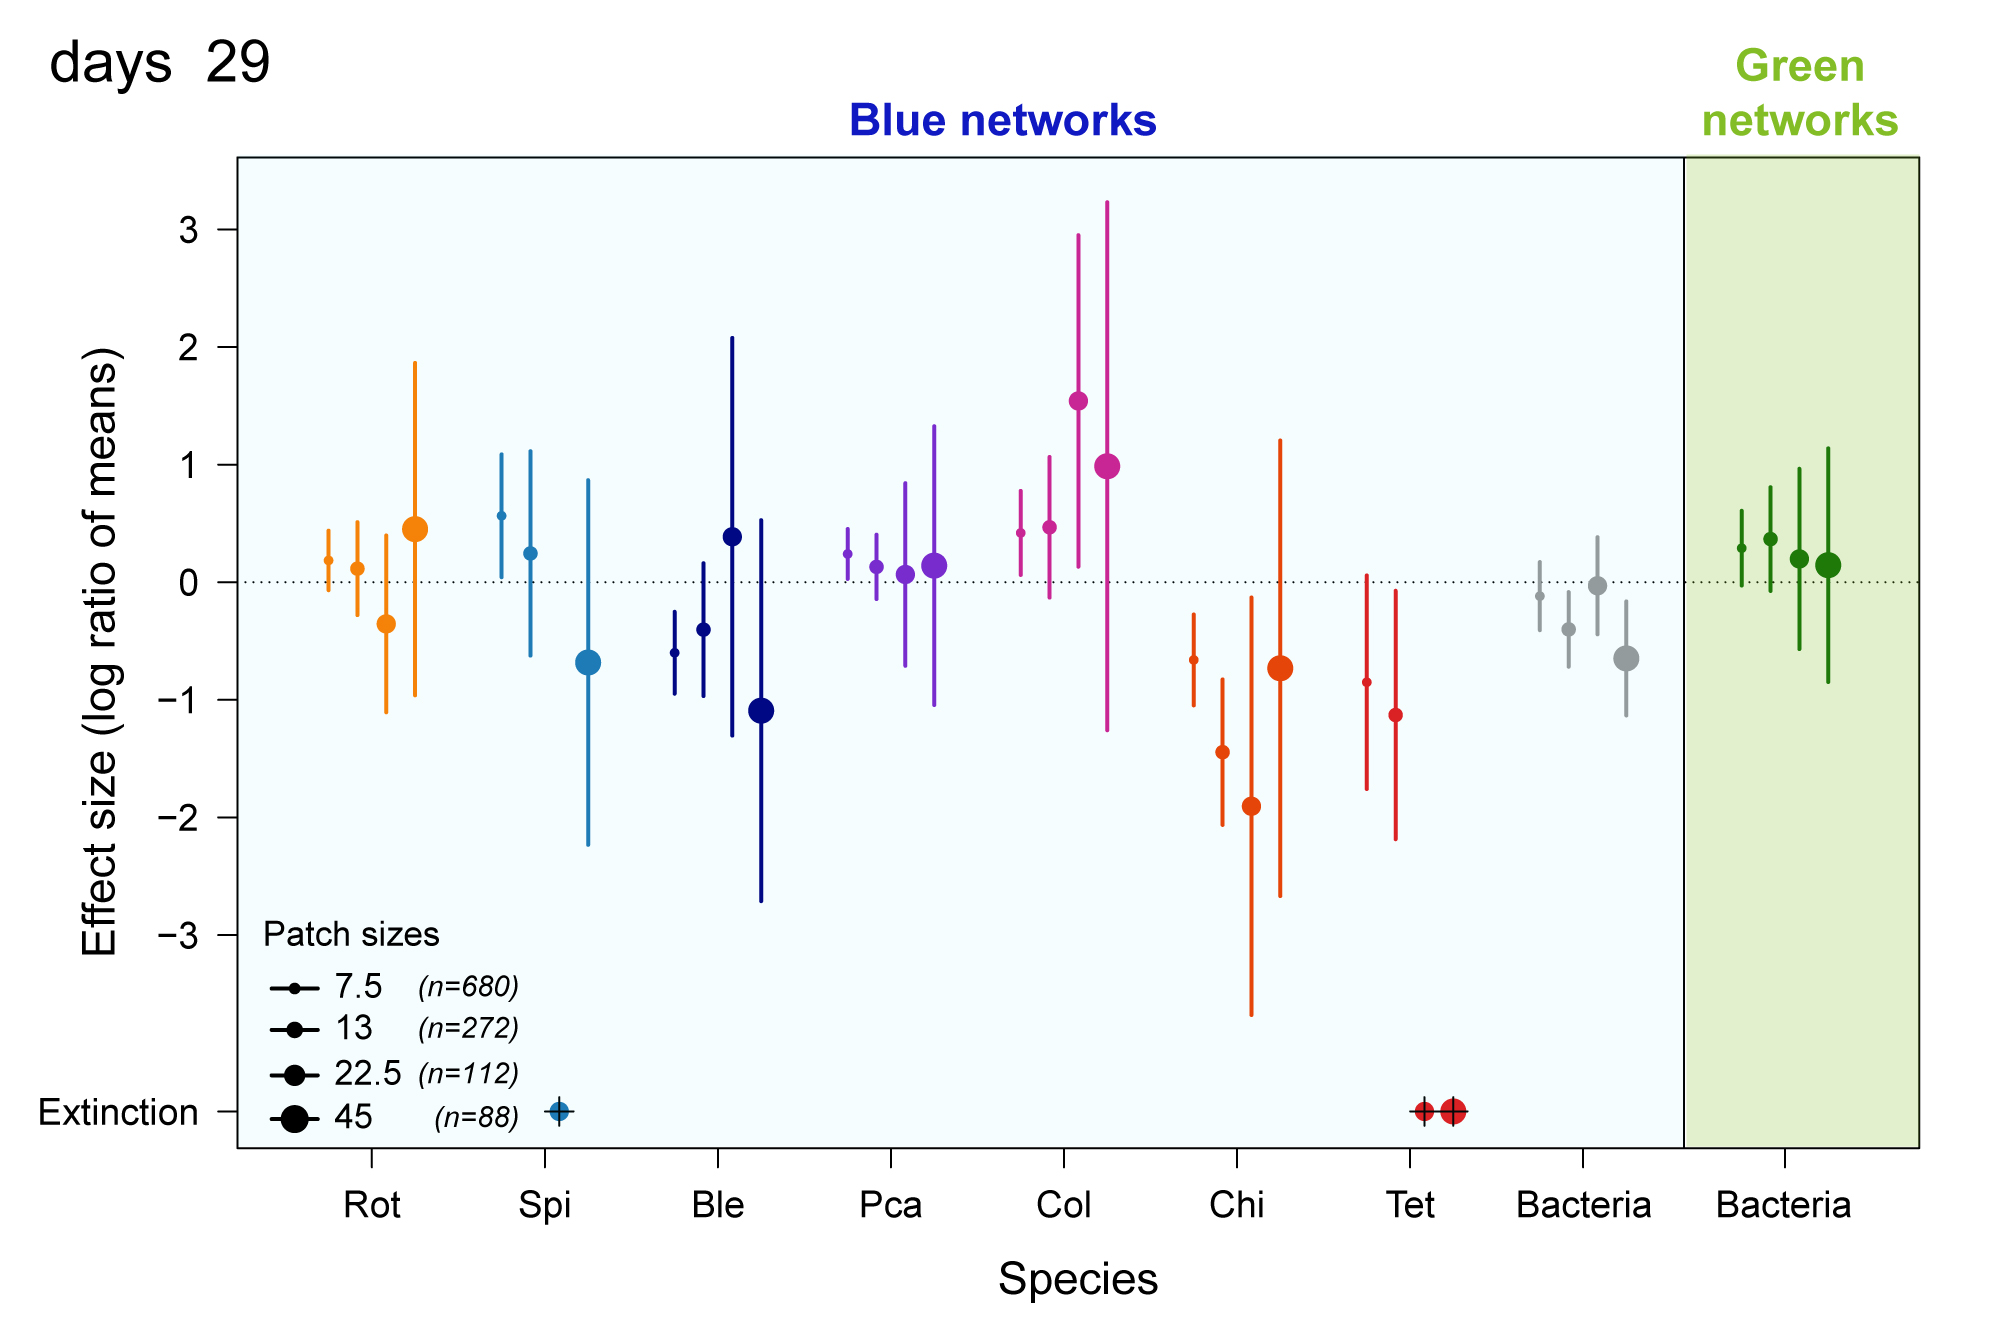 days 29
Green
networks
Blue networks
3
2
1
0
−1
−2
−3
Extinction
Effect size (log ratio of means)
Patch sizes
7.5 (n=680)
13 (n=272)
22.5 (n=112)
45 (n=88)
Rot Spi Ble Pca Col Chi Tet Bacteria Bacteria
Species